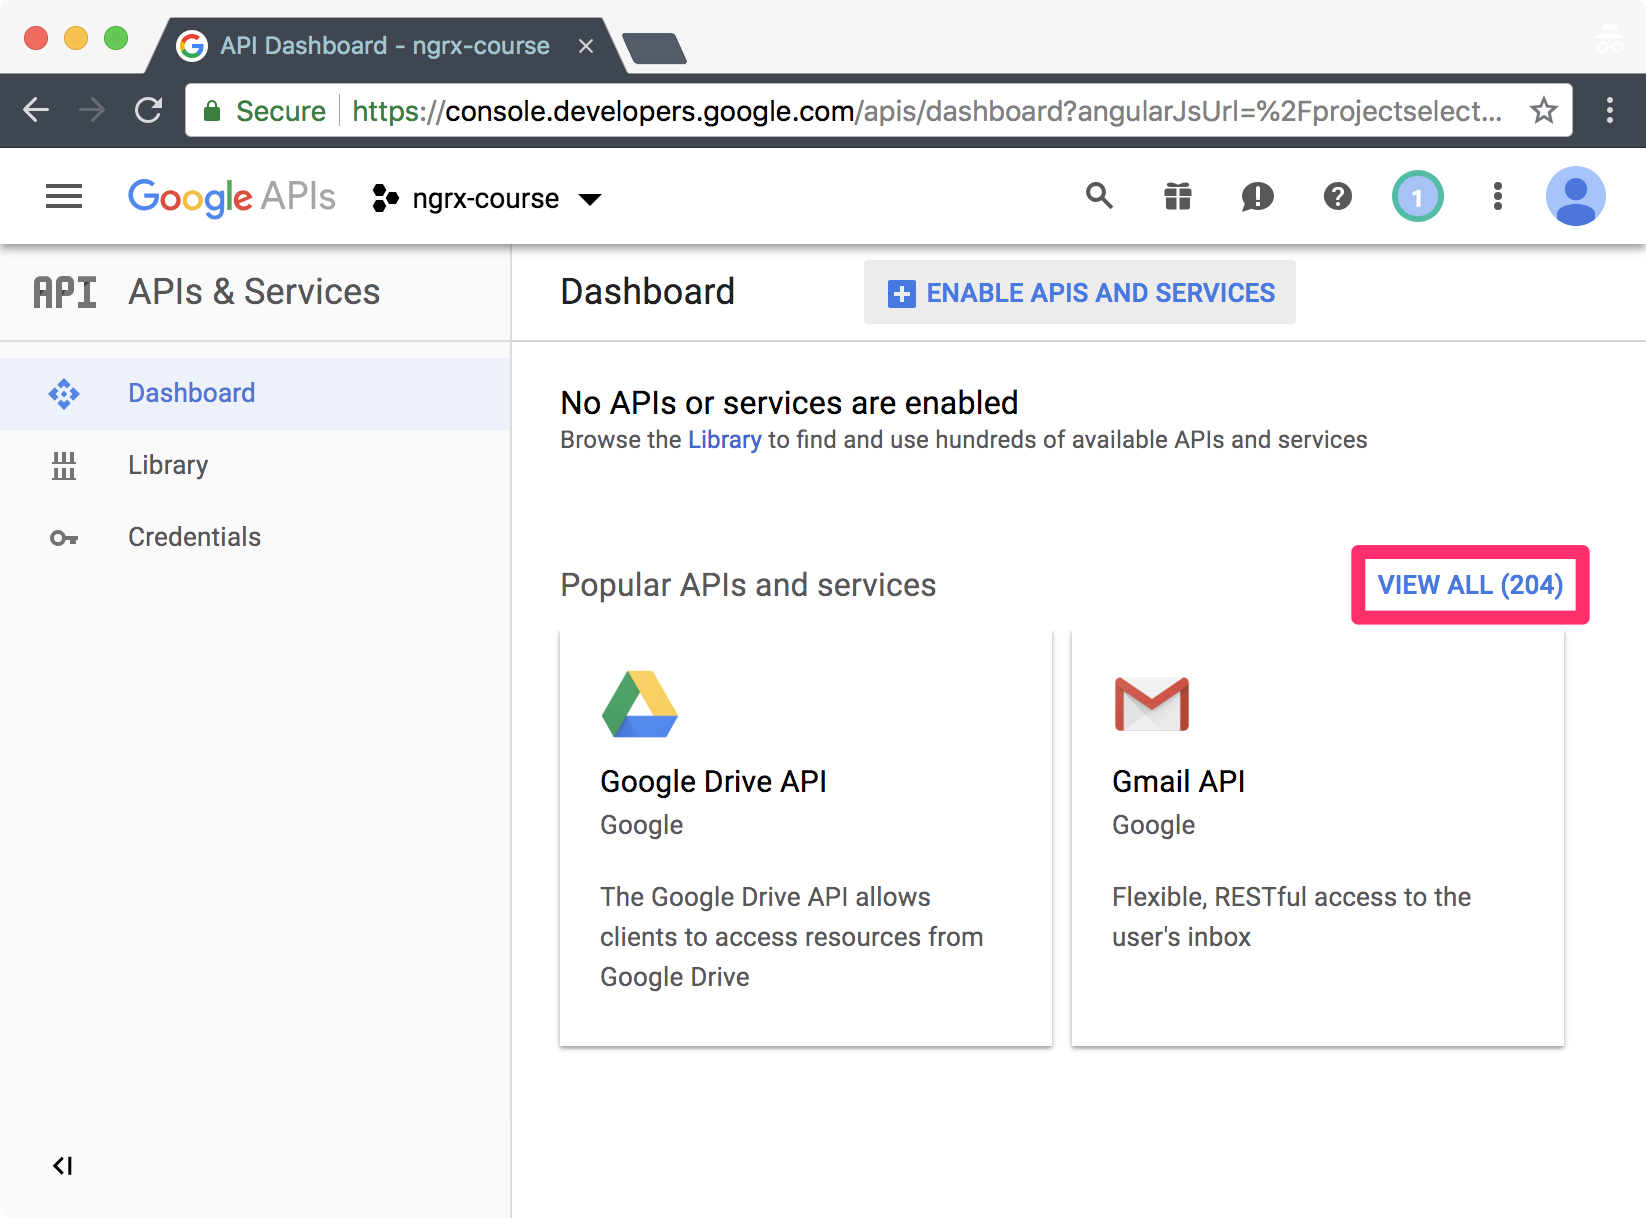 API Dashboard - ngrx-course
Secure https://console.developers.google.com/apis/dashboard?angularJsUrl=%2Fprojectselect...
Google APIs ngrx-course 1
API APIs & Services
Dashboard ENABLE APIS AND SERVICES
Dashboard
Library
Credentials
No APIs or services are enabled
Browse the Library to find and use hundreds of available APIs and services
Popular APIs and services VIEW ALL (204)
Google Drive API
Google
The Google Drive API allows
clients to access resources from
Google Drive
Gmail API
Google
Flexible, RESTful access to the
user's inbox